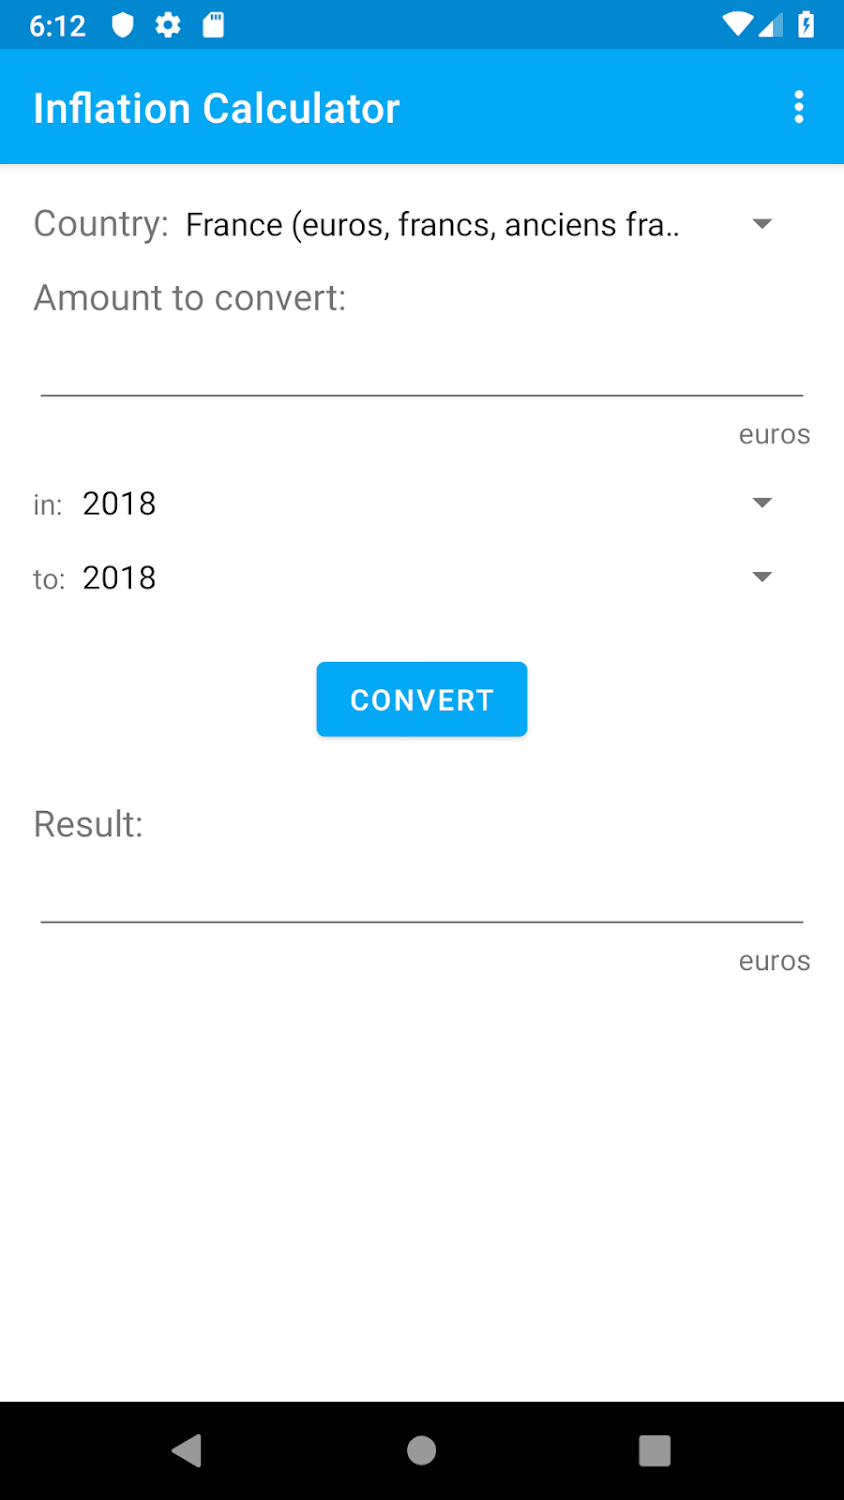 6:12
Inflation Calculator
Country: France (euros, francs, anciens fra..
Amount to convert:
euros
in: 2018
to: 2018
CONVERT
Result:
euros